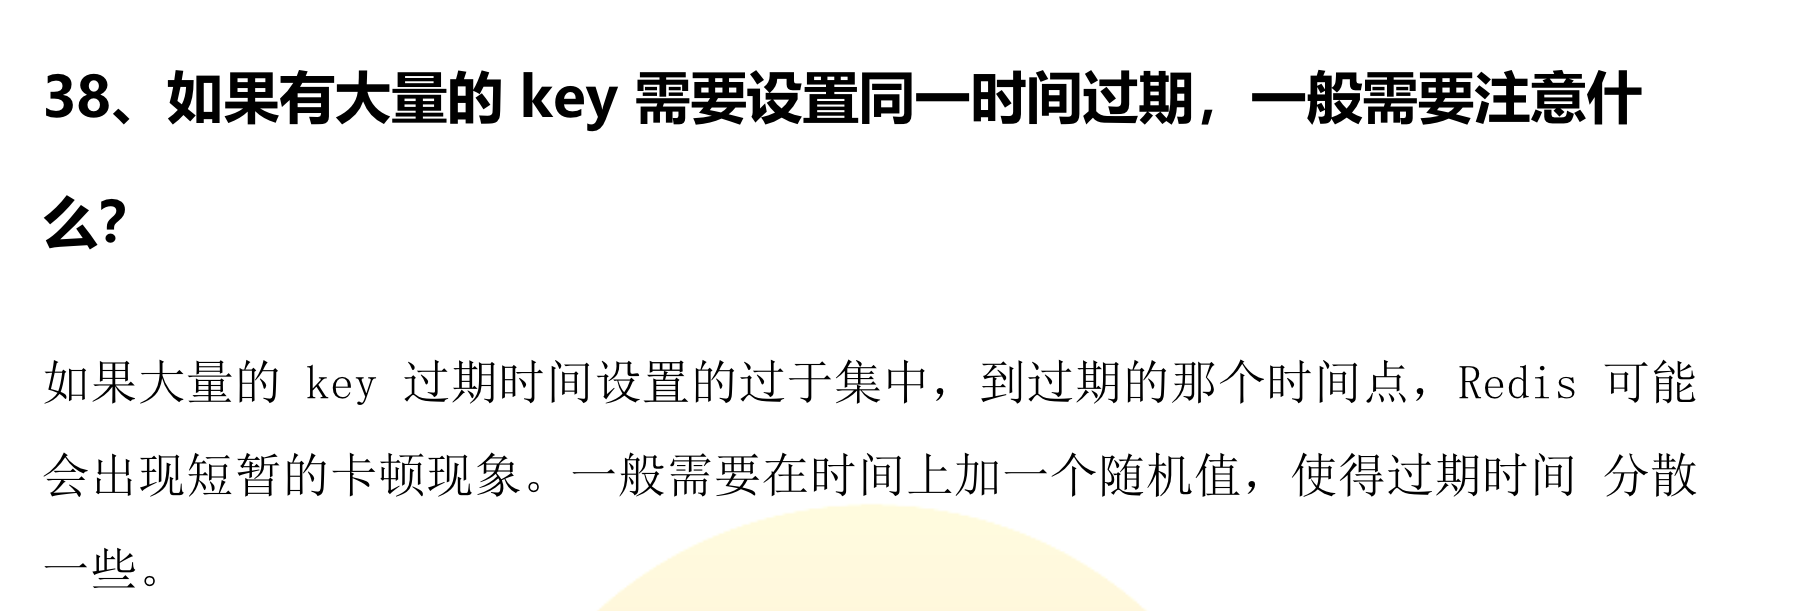 38、如果有大量的 key 需要设置同一时间过期，一般需要注意什
么？
如果大量的 key 过期时间设置的过于集中，到过期的那个时间点，Redis 可能
会出现短暂的卡顿现象。一般需要在时间上加一个随机值，使得过期时间 分散
一些。